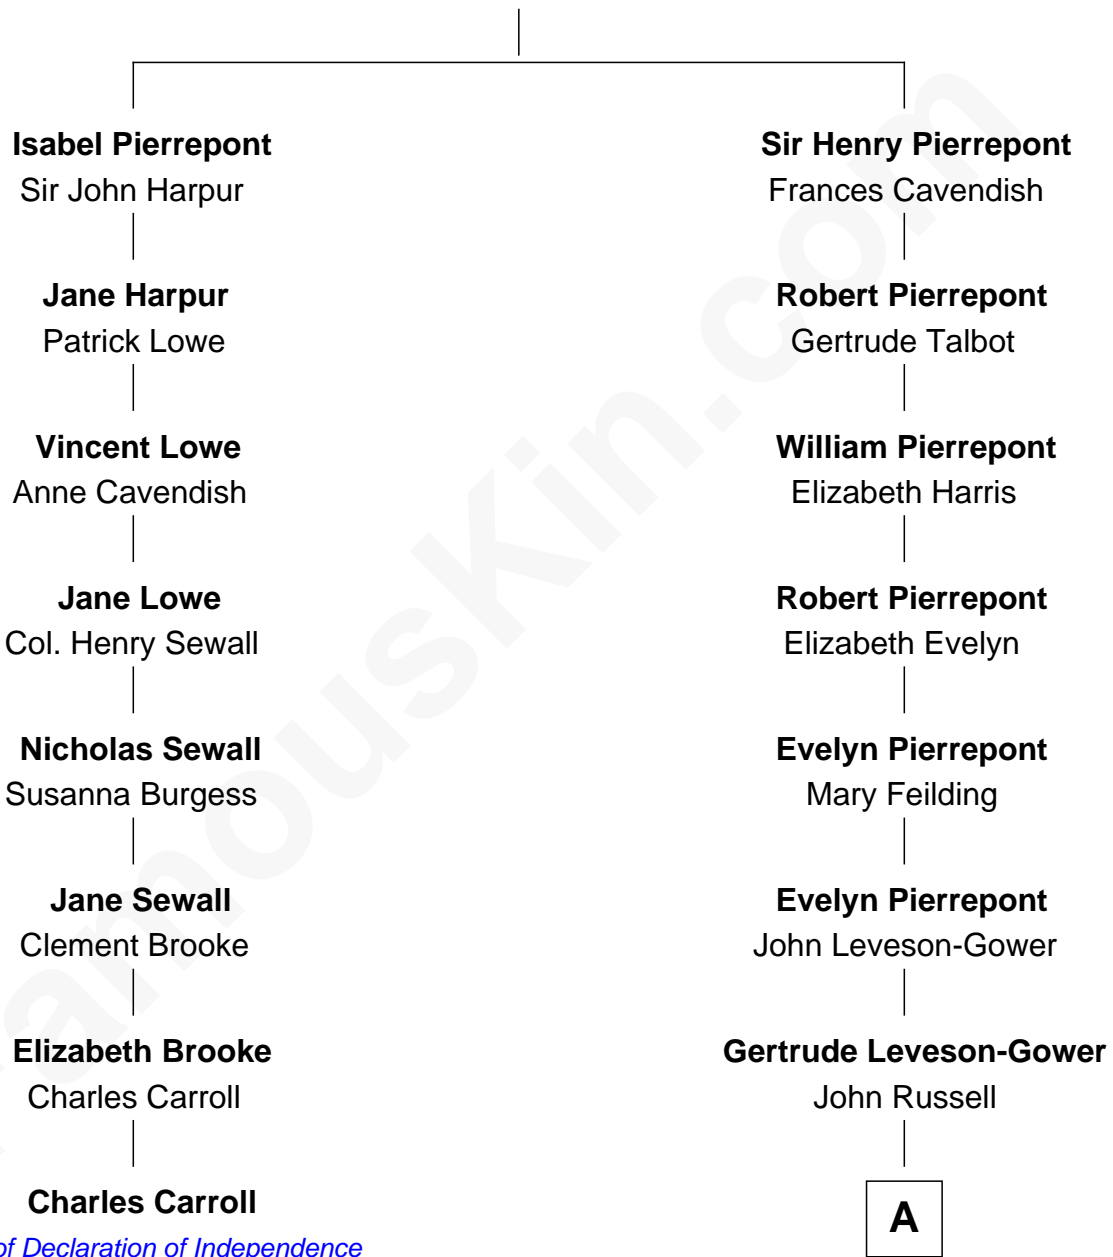 Isabel Pierrepont
Sir John Harpur
Jane Harpur
Patrick Lowe
Vincent Lowe
Anne Cavendish
Jane Lowe
Col. Henry Sewall
Nicholas Sewall
Susanna Burgess
Jane Sewall
Clement Brooke
Elizabeth Brooke
Charles Carroll
Charles Carroll
of Declaration of Independence
Sir Henry Pierrepont
Frances Cavendish
Robert Pierrepont
Gertrude Talbot
William Pierrepont
Elizabeth Harris
Robert Pierrepont
Elizabeth Evelyn
Evelyn Pierrepont
Mary Feilding
Evelyn Pierrepont
John Leveson-Gower
Gertrude Leveson-Gower
John Russell
A
FamousKin.com